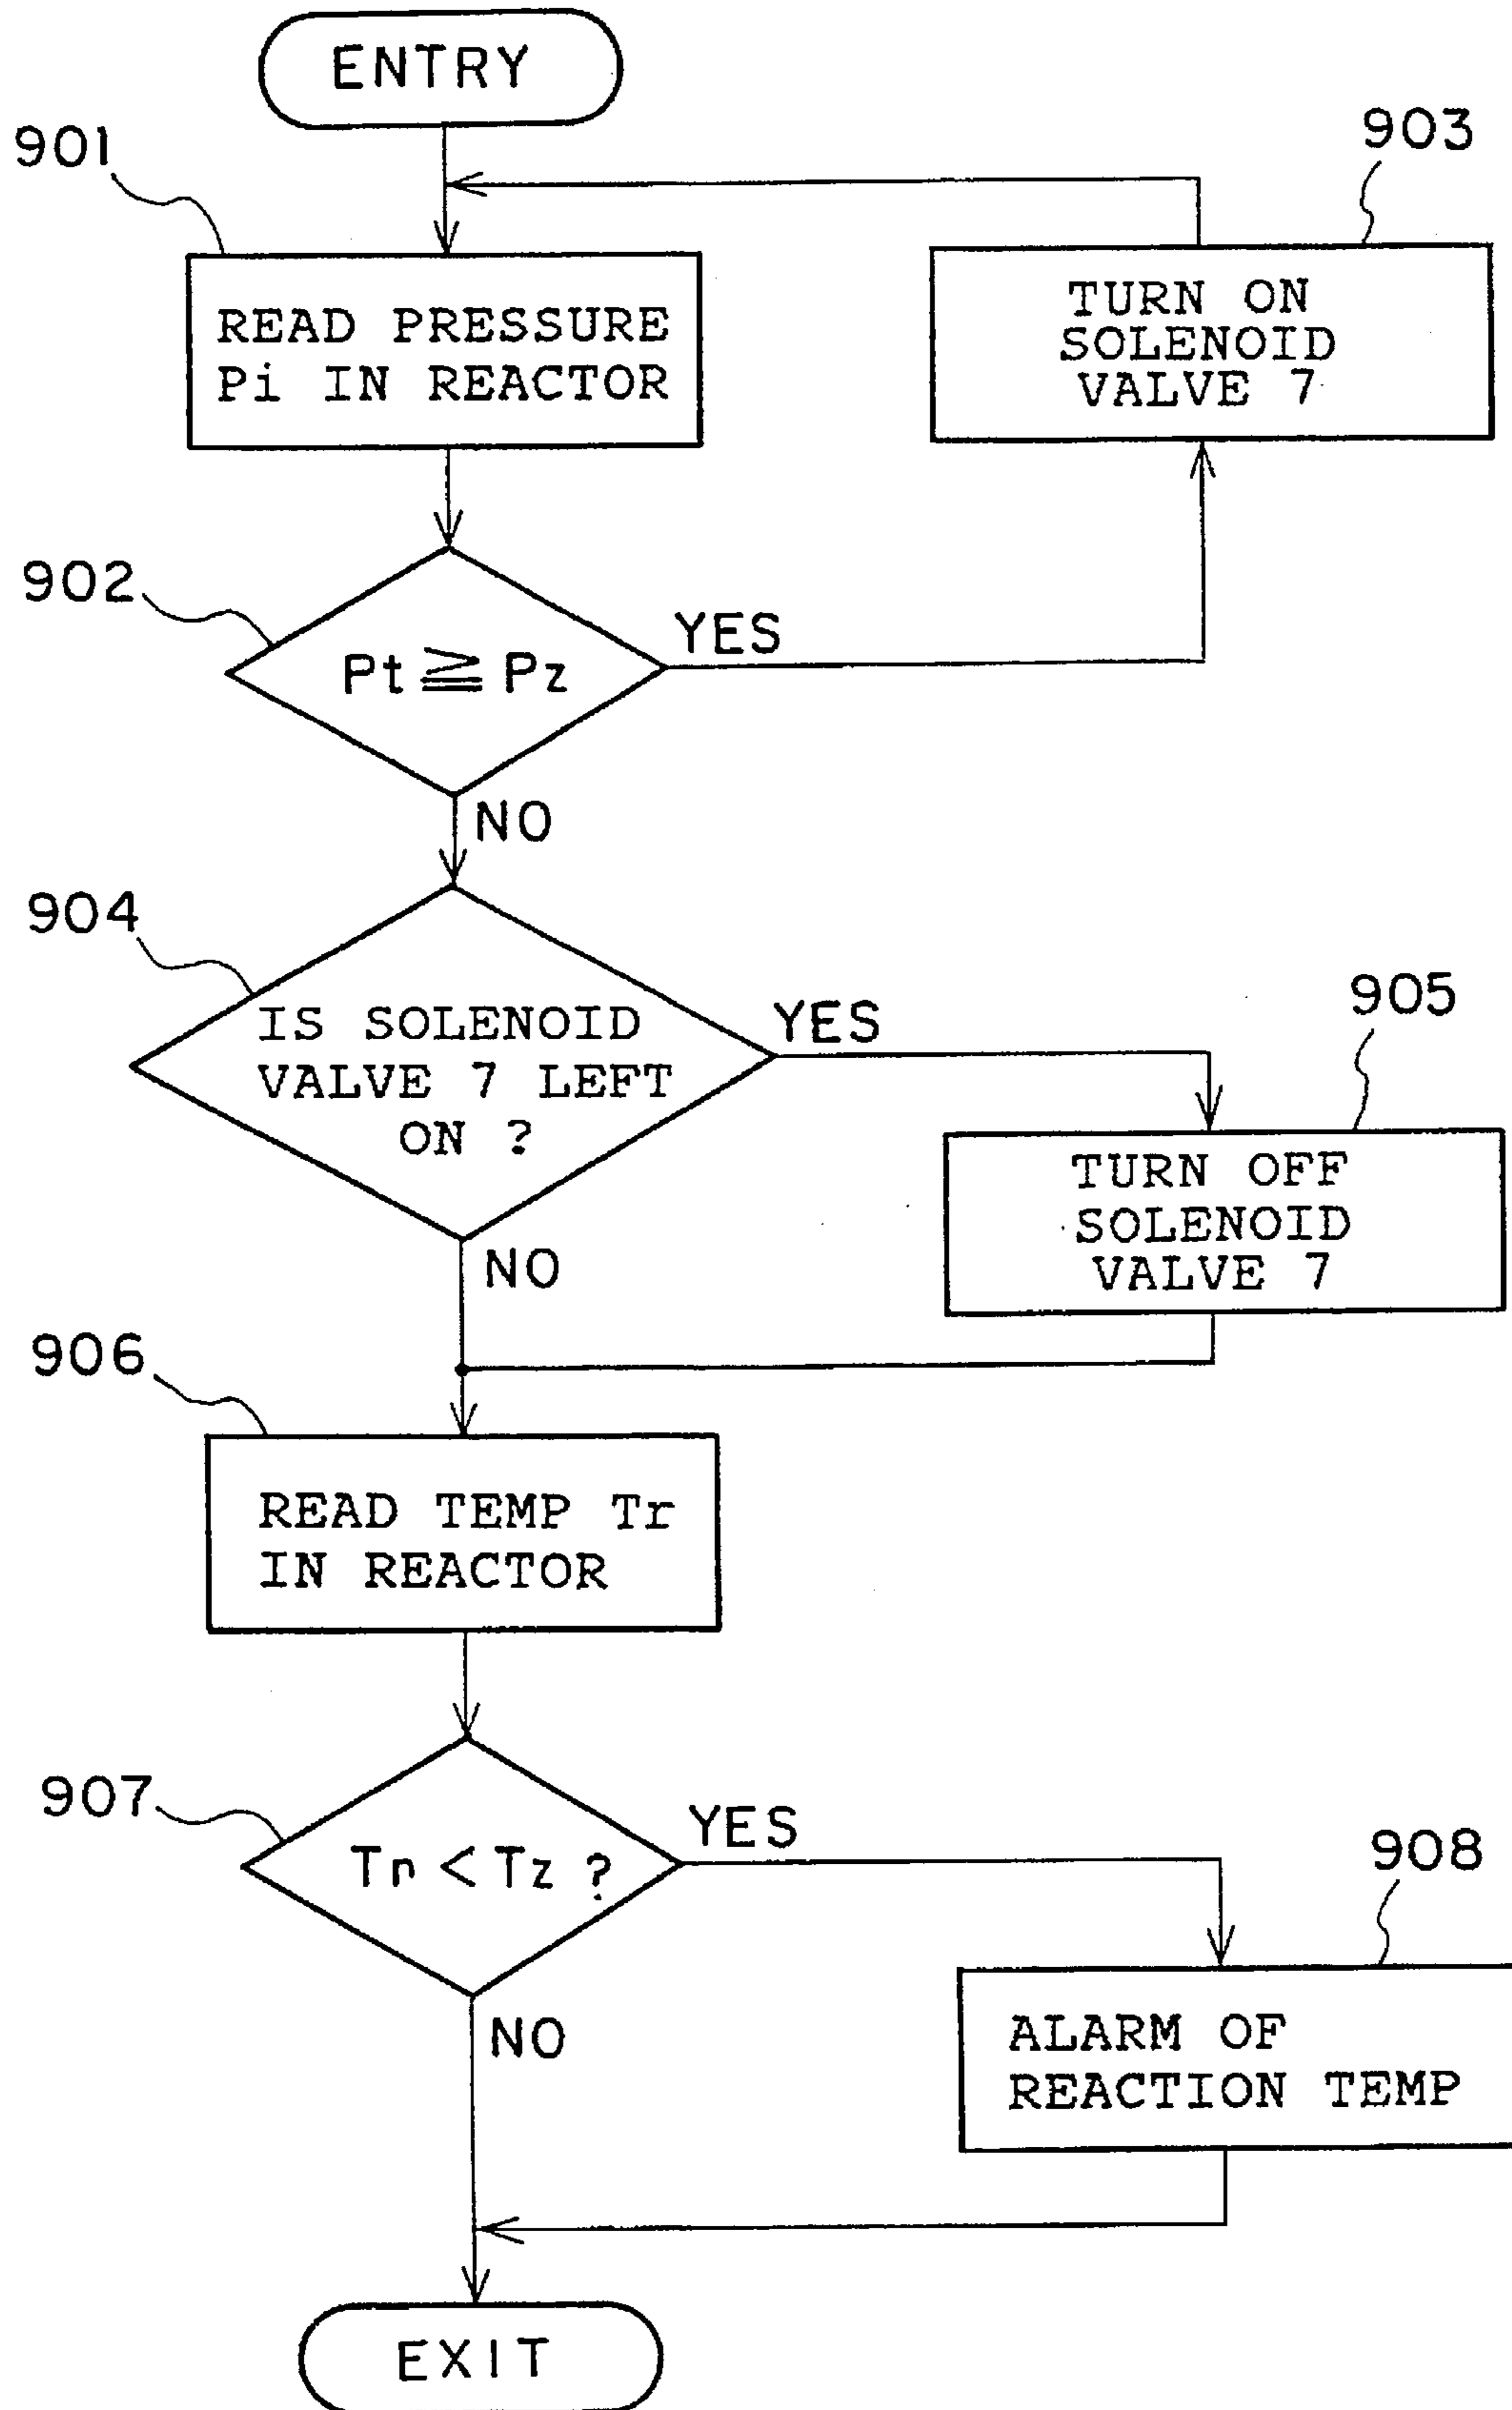 ENTRY
901
903
READ PRESSURE
Pi IN REACTOR
TURN ON
SOLENOID
VALVE 7
902
Pt ≧ Pz
YES
NO
904
IS SOLENOID
VALVE 7 LEFT
ON ?
YES
905
TURN OFF
SOLENOID
VALVE 7
NO
906
READ TEMP Tr
IN REACTOR
907
Tr < Tz ?
YES
908
ALARM OF
REACTION TEMP
NO
EXIT